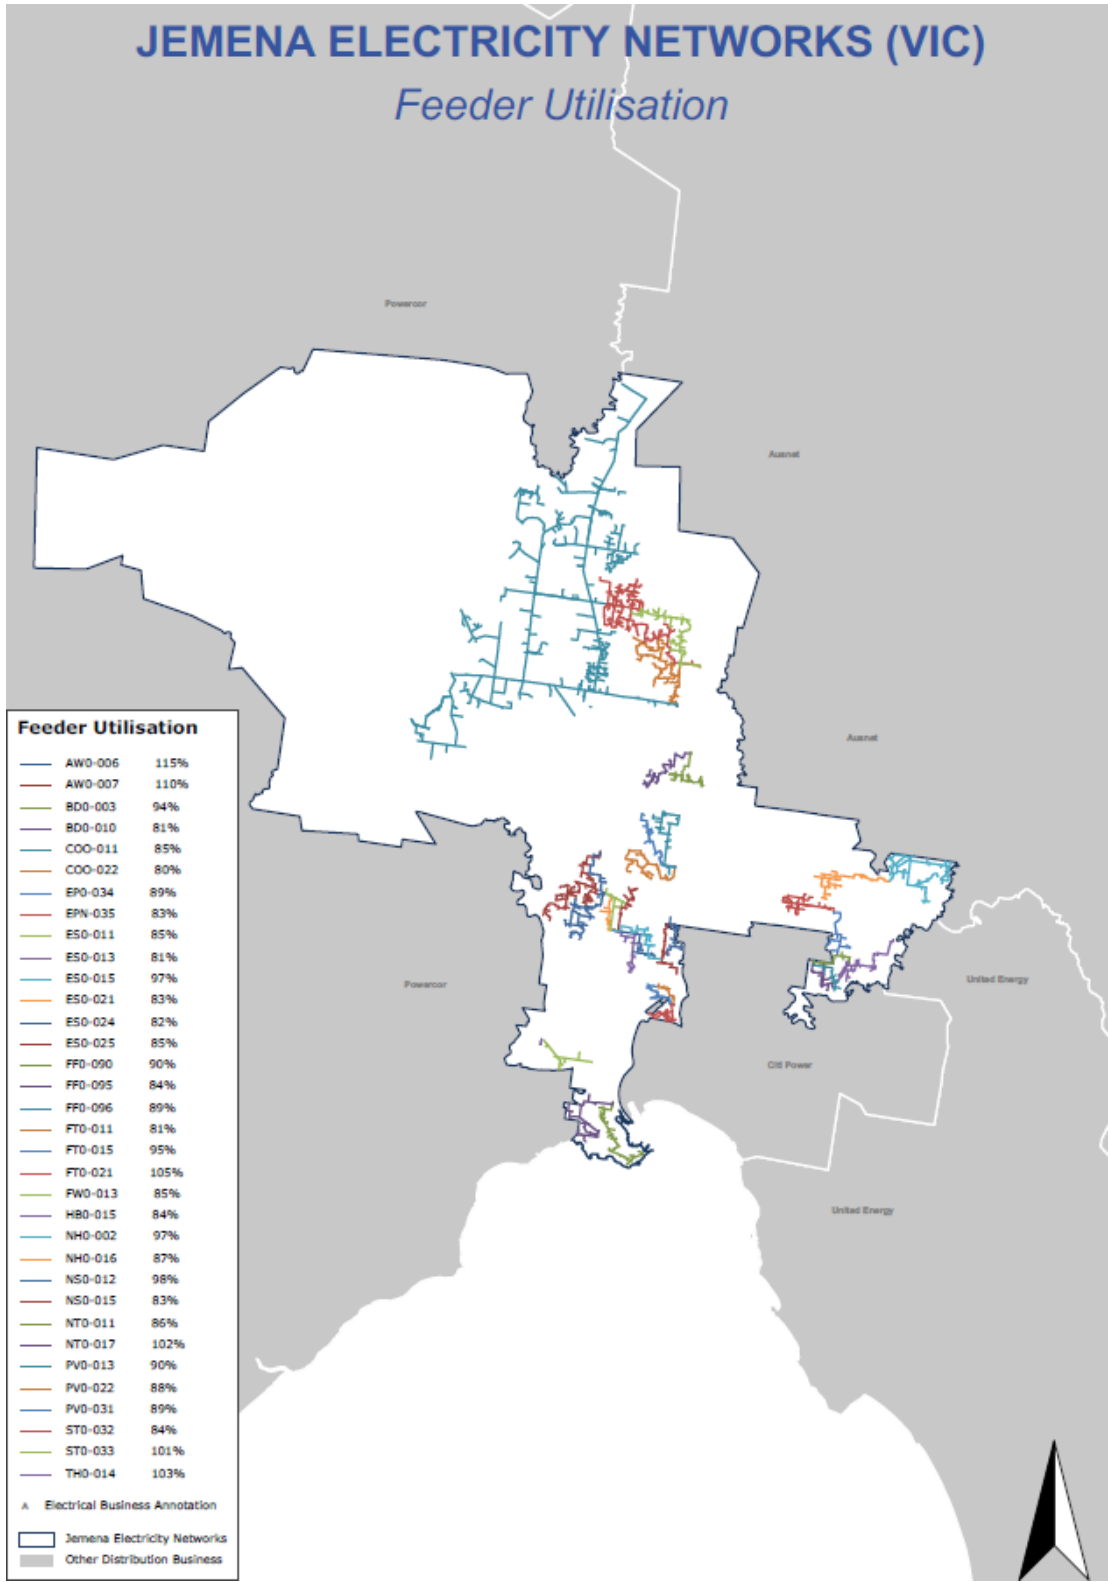 JEMENA ELECTRICITY NETWORKS (VIC)
Feeder Utilisation
Powercor
Ausnet
Ausnet
Powercor
United Energy
Citi Power
United Energy
Feeder Utilisation
AW0-006 115%
AW0-007 110%
BD0-003 94%
BD0-010 81%
COO-011 85%
COO-022 80%
EP0-034 89%
EPN-035 83%
ES0-011 85%
ES0-013 81%
ES0-015 97%
ES0-021 83%
ES0-024 82%
ES0-025 85%
FF0-090 90%
FF0-095 84%
FF0-096 89%
FT0-011 81%
FT0-015 95%
FT0-021 105%
FW0-013 85%
HB0-015 84%
NH0-002 97%
NH0-016 87%
NS0-012 98%
NS0-015 83%
NT0-011 86%
NT0-017 102%
PV0-013 90%
PV0-022 88%
PV0-031 89%
ST0-032 84%
ST0-033 101%
TH0-014 103%
A Electrical Business Annotation
Jemena Electricity Networks
Other Distribution Business